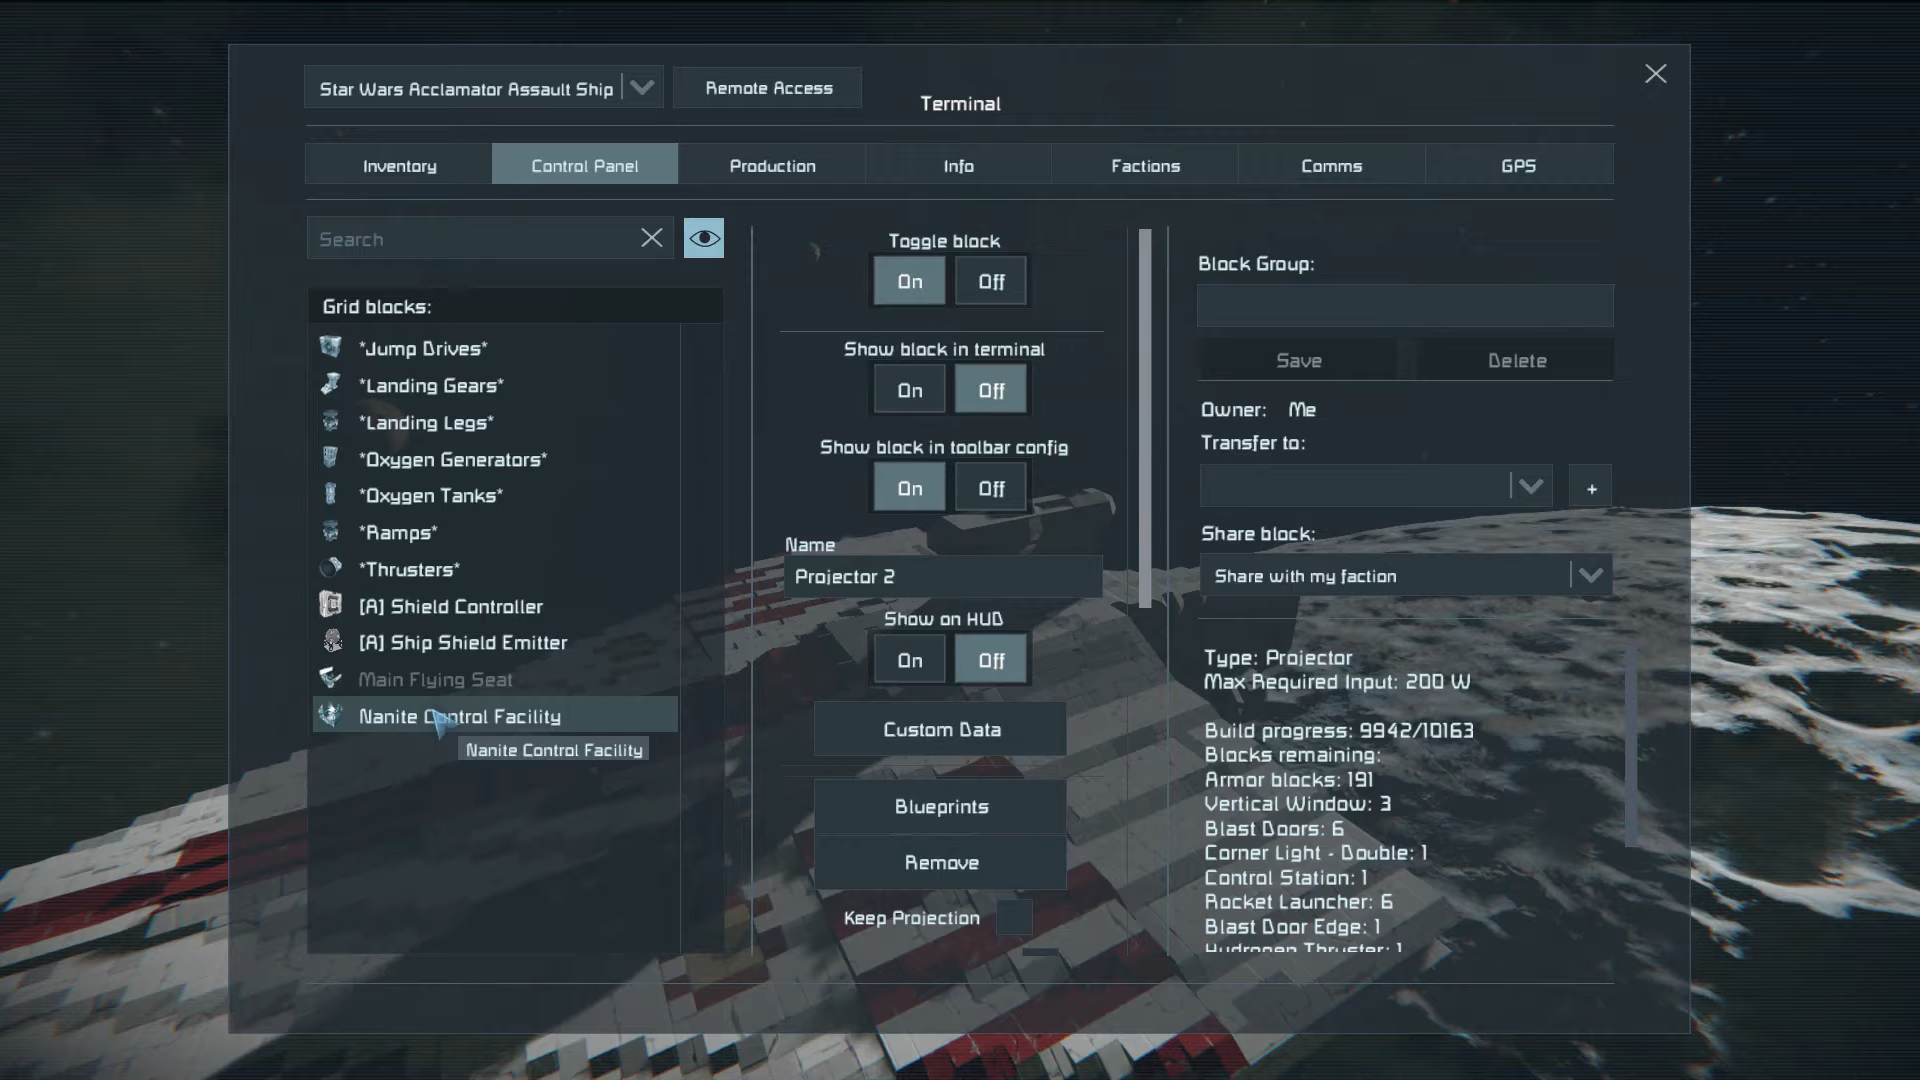 Star Wars Acclamator Assault Ship
Remote Access
Terminal
Inventory
Control Panel
Production
Info
Factions
Comms
GPS
Search
Grid blocks:
*Jump Drives*
*Landing Gears*
*Landing Legs*
*Oxygen Generators*
*Oxygen Tanks*
*Ramps*
*Thrusters*
[A] Shield Controller
[A] Ship Shield Emitter
Main Flying Seat
Nanite Control Facility
Nanite Control Facility
Toggle block
On Off
Show block in terminal
On Off
Show block in toolbar config
On Off
Name
Projector 2
Show on HUD
On Off
Custom Data
Blueprints
Remove
Keep Projection
Block Group:
Save Delete
Owner: Me
Transfer to:
+
Share block:
Share with my faction
Type: Projector
Max Required Input: 200 W
Build progress: 9942/10163
Blocks remaining:
Armor blocks: 191
Vertical Window: 3
Blast Doors: 6
Corner Light - Double: 1
Control Station: 1
Rocket Launcher: 6
Blast Door Edge: 1
Hydrogen Thruster: 1